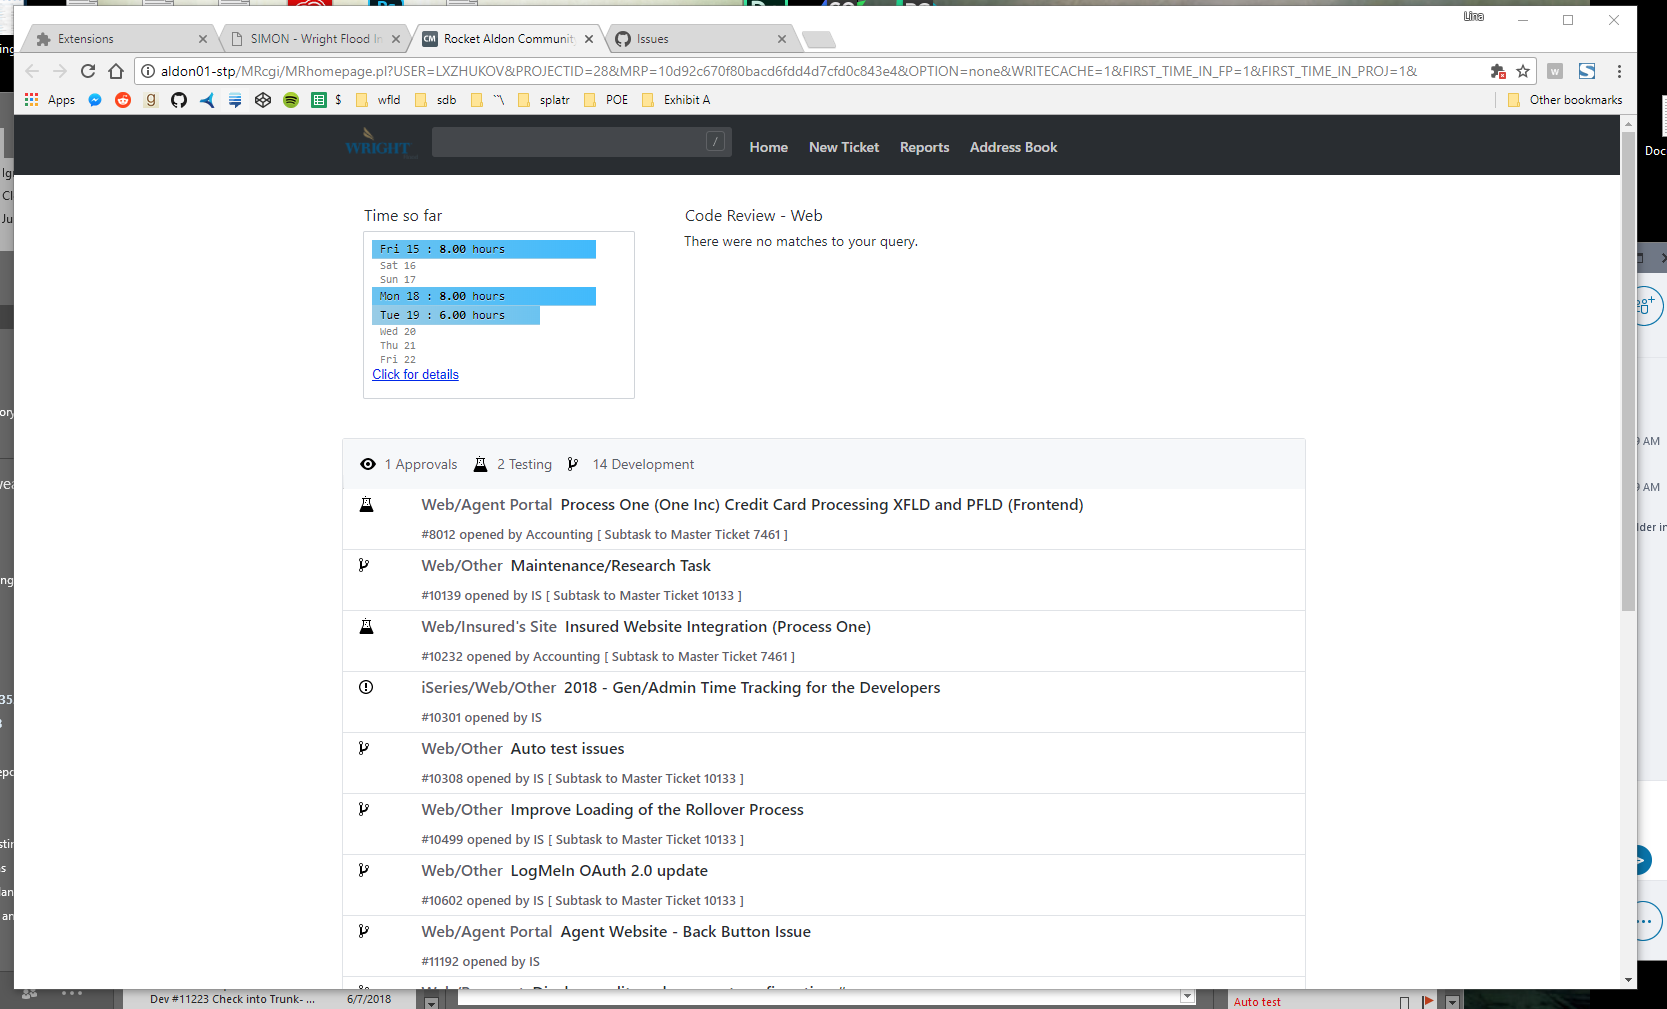 Lina
Extensions
SIMON - Wright Flood In
Rocket Aldon Community
Issues
aldon01-stp/MRcgi/MRhomepage.pl?USER=LXZHUKOV&PROJECTID=28&MRP=10d92c670f80bacd6fdd4d7cfd0c843e4&OPTION=none&WRITECACHE=1&FIRST_TIME_IN_FP=1&FIRST_TIME_IN_PROJ=1&
Apps
$
wfld
sdb
`'\
splatr
POE
Exhibit A
Other bookmarks
WRIGHT
/
Home
New Ticket
Reports
Address Book
Doc
Time so far
Code Review - Web
There were no matches to your query.
Fri 15 : 8.00 hours
Sat 16
Sun 17
Mon 18 : 8.00 hours
Tue 19 : 6.00 hours
Wed 20
Thu 21
Fri 22
Click for details
1 Approvals
2 Testing
14 Development
Web/Agent Portal Process One (One Inc) Credit Card Processing XFLD and PFLD (Frontend)
#8012 opened by Accounting [ Subtask to Master Ticket 7461 ]
Web/Other Maintenance/Research Task
#10139 opened by IS [ Subtask to Master Ticket 10133 ]
Web/Insured's Site Insured Website Integration (Process One)
#10232 opened by Accounting [ Subtask to Master Ticket 7461 ]
iSeries/Web/Other 2018 - Gen/Admin Time Tracking for the Developers
#10301 opened by IS
Web/Other Auto test issues
#10308 opened by IS [ Subtask to Master Ticket 10133 ]
Web/Other Improve Loading of the Rollover Process
#10499 opened by IS [ Subtask to Master Ticket 10133 ]
Web/Other LogMeIn OAuth 2.0 update
#10602 opened by IS [ Subtask to Master Ticket 10133 ]
Web/Agent Portal Agent Website - Back Button Issue
#11192 opened by IS
Dev #11223 Check into Trunk- ...
6/7/2018
Auto test